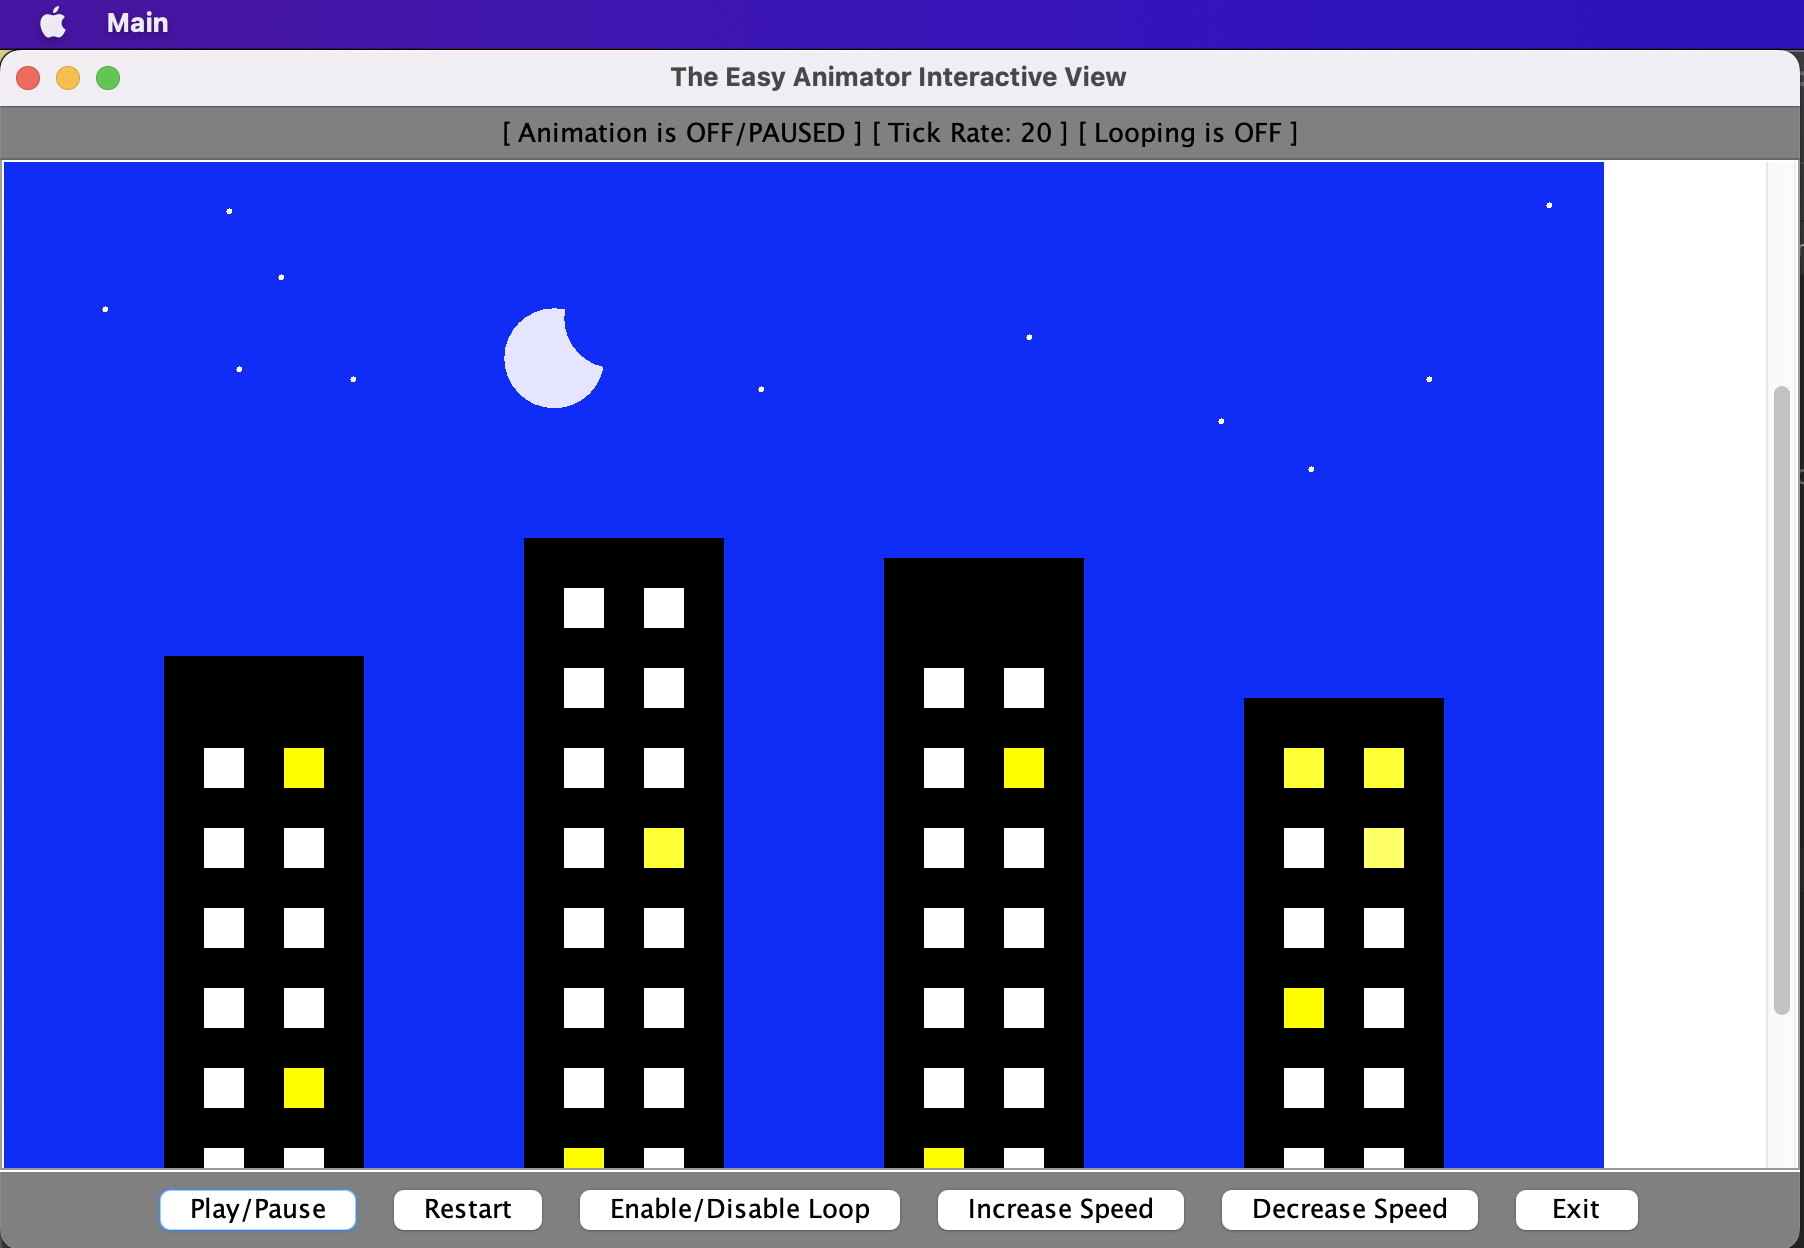 Main
The Easy Animator Interactive View
[ Animation is OFF/PAUSED ] [ Tick Rate: 20 ] [ Looping is OFF ]
Play/Pause Restart Enable/Disable Loop Increase Speed Decrease Speed Exit